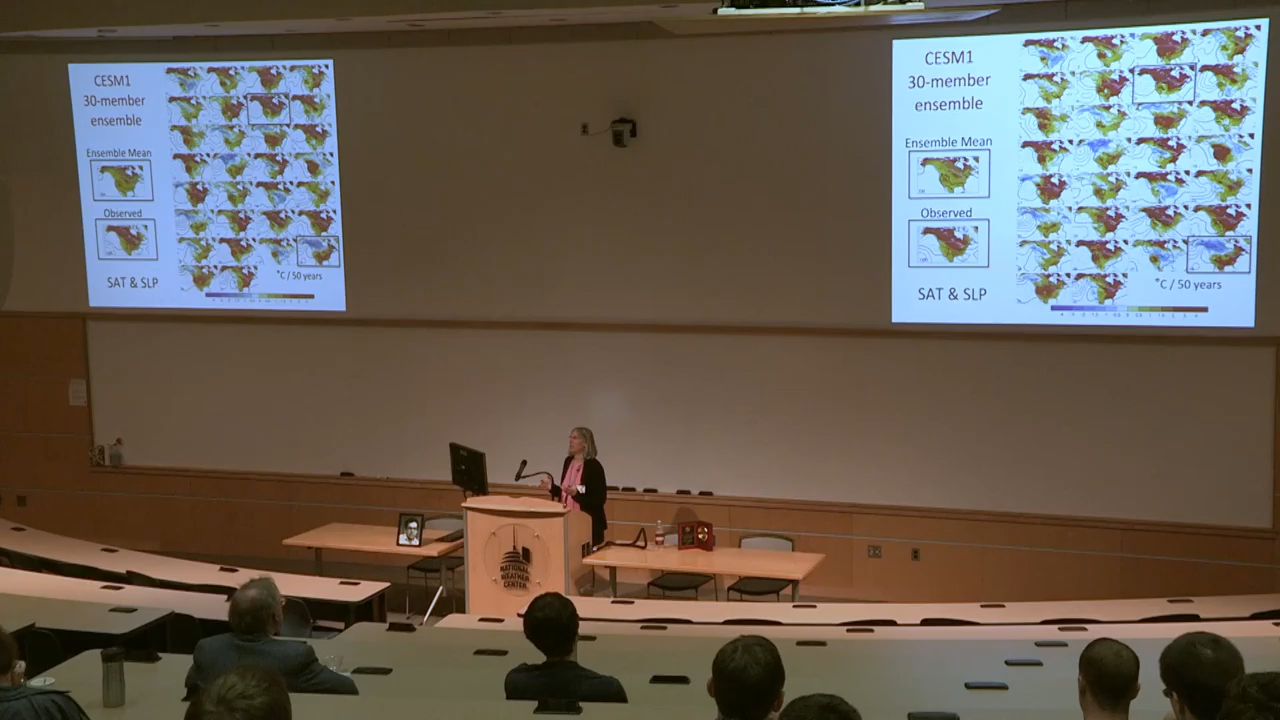 CESM1
30-member
ensemble
Ensemble Mean
Observed
SAT & SLP
°C / 50 years
CESM1
30-member
ensemble
Ensemble Mean
Observed
SAT & SLP
°C / 50 years
NATIONAL
WEATHER
CENTER